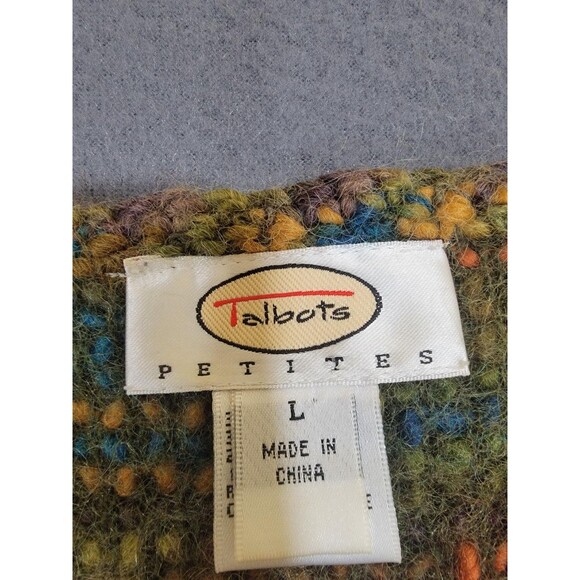 Talbots
PETITES
L
MADE IN
CHINA